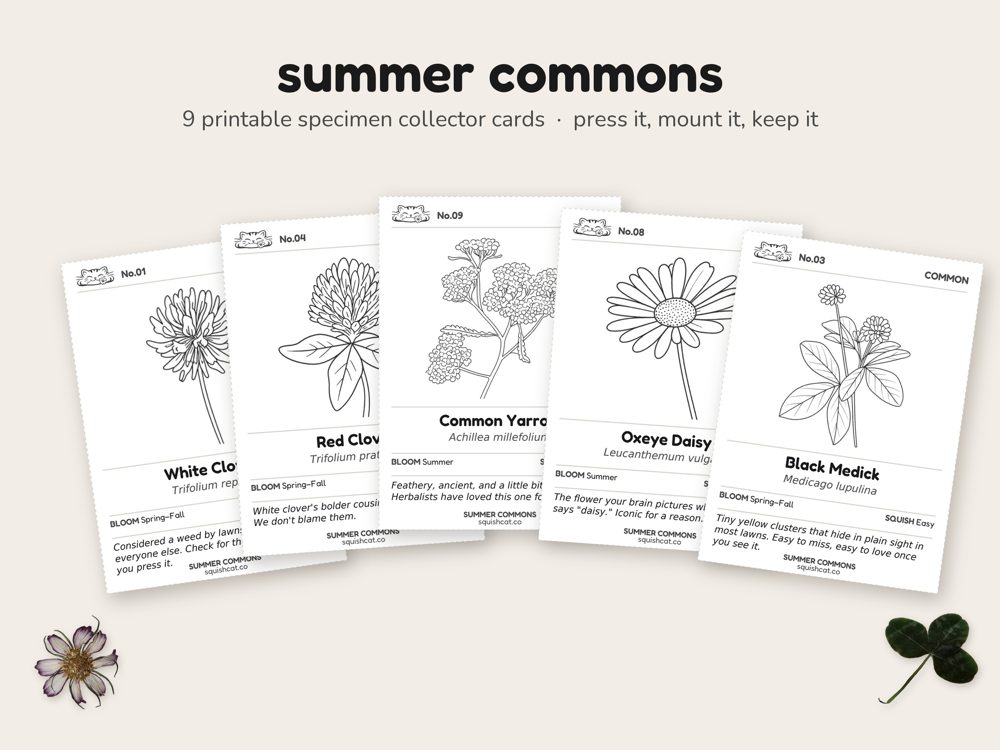 summer commons
9 printable specimen collector cards · press it, mount it, keep it
No.01
White Clo
Trifolium rep
BLOOM Spring–Fall
Considered a weed by lawns
everyone else. Check for th
you press it.
SUMMER COMMONS
squishcat.co
No.04
Red Clov
Trifolium prat
BLOOM Spring–Fall
White clover's bolder cousi
We don't blame them.
SUMMER COMMONS
squishcat.co
No.09
Common Yarro
Achillea millefolium
BLOOM Summer
S
Feathery, ancient, and a little bit
Herbalists have loved this one fo
SUMMER COMMONS
squishcat.co
No.08
Oxeye Daisy
Leucanthemum vulga
BLOOM Summer
S
The flower your brain pictures w
says "daisy." Iconic for a reason.
SUMMER COMMONS
squishcat.co
No.03
COMMON
Black Medick
Medicago lupulina
BLOOM Spring–Fall
SQUISH Easy
Tiny yellow clusters that hide in plain sight in
most lawns. Easy to miss, easy to love once
you see it.
SUMMER COMMONS
squishcat.co